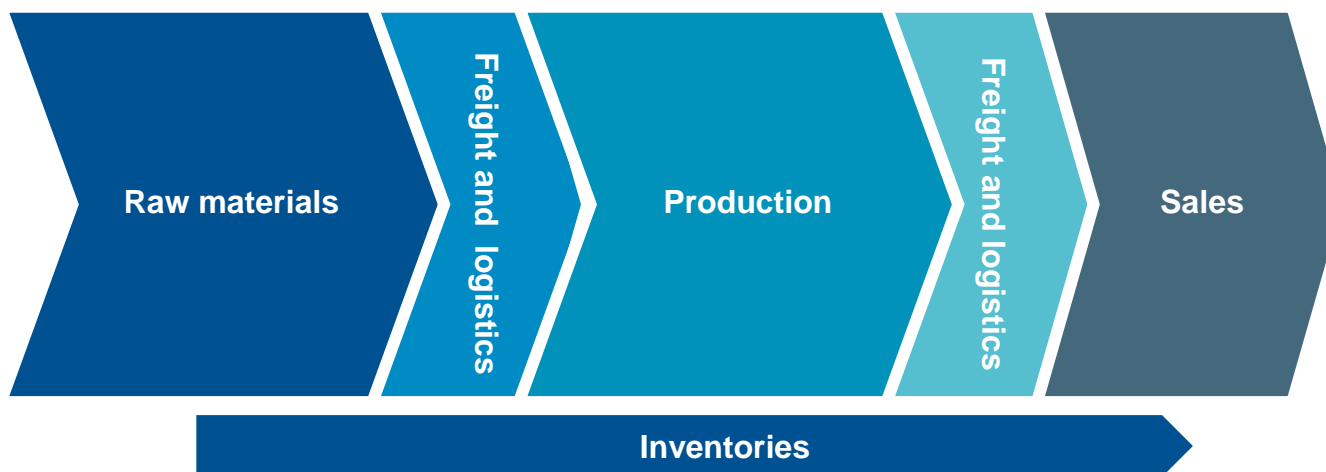 Raw materials
Freight and logistics
Production
Freight and logistics
Sales
Inventories